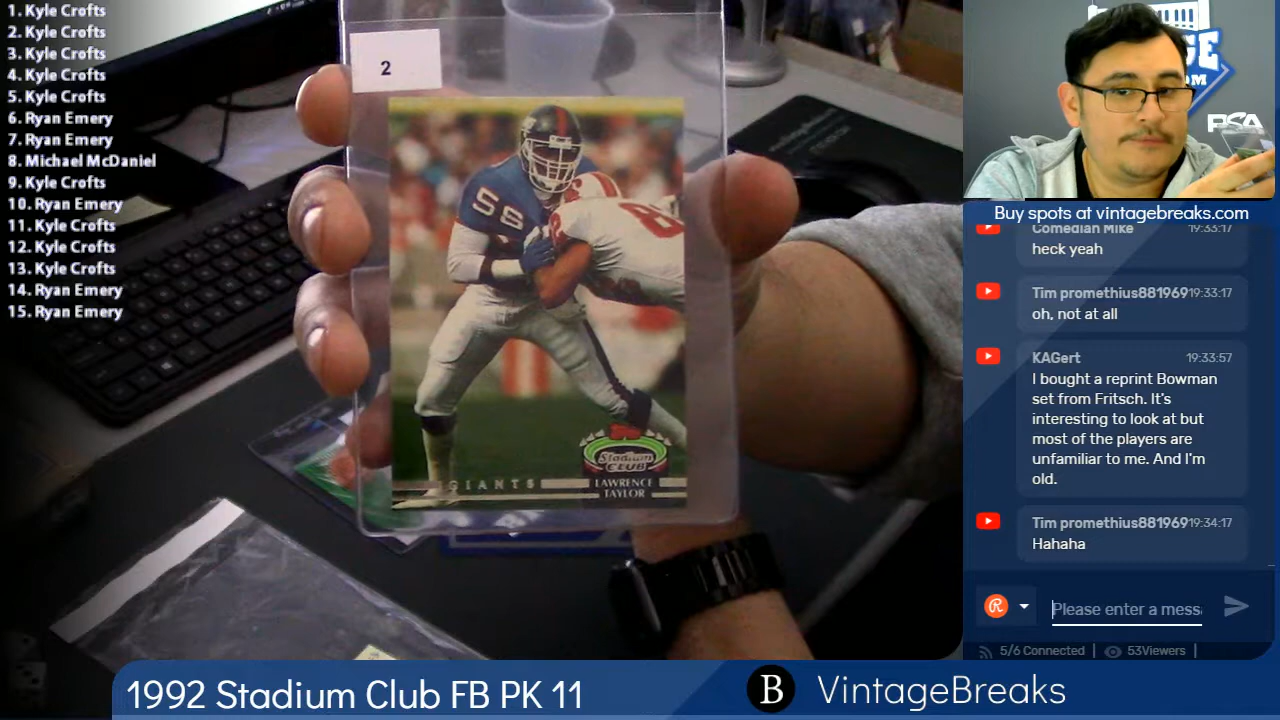 1. Kyle Crofts
2. Kyle Crofts
3. Kyle Crofts
4. Kyle Crofts
5. Kyle Crofts
6. Ryan Emery
7. Ryan Emery
8. Michael McDaniel
9. Kyle Crofts
10. Ryan Emery
11. Kyle Crofts
12. Kyle Crofts
13. Kyle Crofts
14. Ryan Emery
15. Ryan Emery
2
56
8
GIANTS
Topps
Stadium
CLUB
LAWRENCE
TAYLOR
GE
OM
PSA
Buy spots at vintagebreaks.com
Comedian Mike 19:33:17
heck yeah
Tim promethius881969 19:33:17
oh, not at all
KAGert 19:33:57
I bought a reprint Bowman
set from Fritsch. It's
interesting to look at but
most of the players are
unfamiliar to me. And I'm
old.
Tim promethius881969 19:34:17
Hahaha
Please enter a mess
5/6 Connected | 53Viewers |
1992 Stadium Club FB PK 11
B VintageBreaks